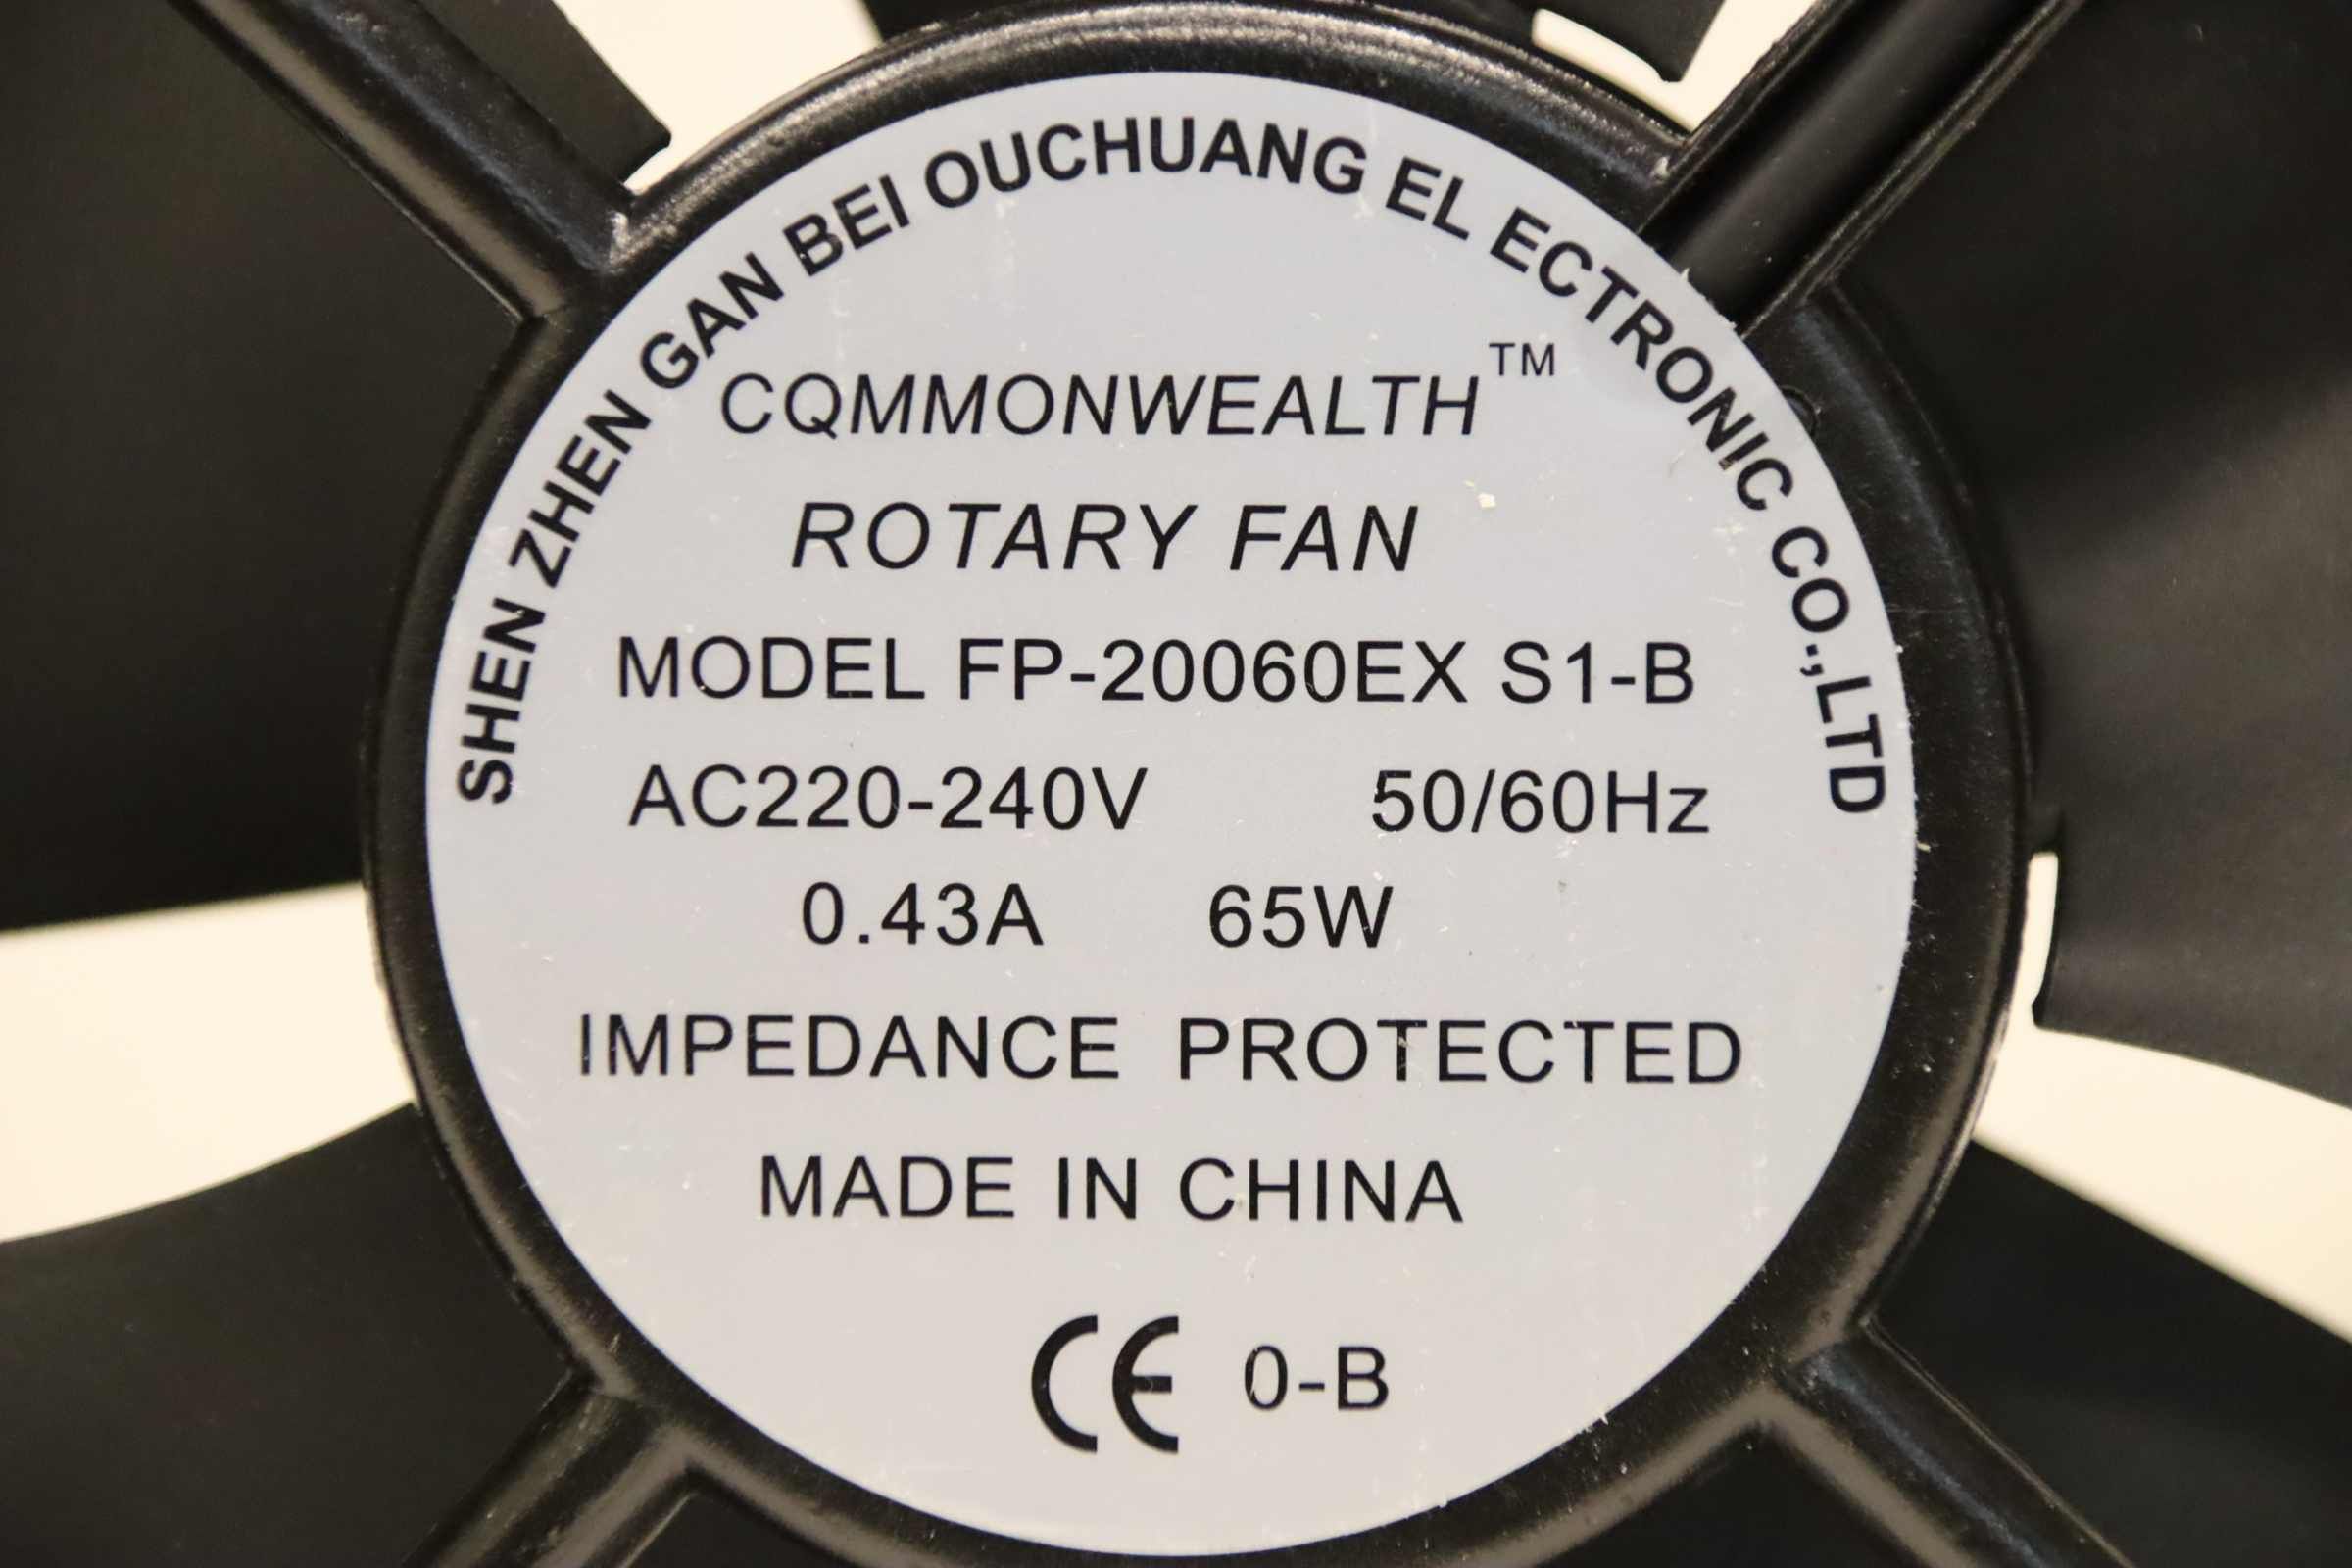 SHEN ZHEN GAN BEI OUCHUANG EL ECTRONIC CO.,LTD
CQMMONWEALTH™
ROTARY FAN
MODEL FP-20060EX S1-B
AC220-240V 50/60Hz
0.43A 65W
IMPEDANCE PROTECTED
MADE IN CHINA
CE 0-B